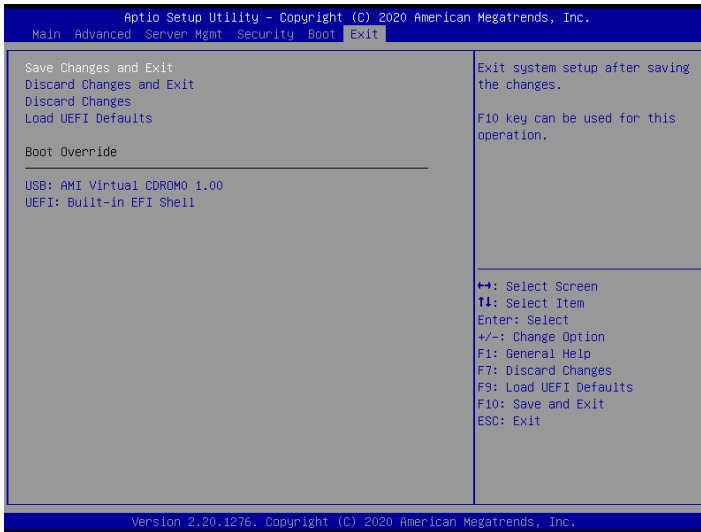 Aptio Setup Utility – Copyright (C) 2020 American Megatrends, Inc.
Main Advanced Server Mgmt Security Boot Exit
Save Changes and Exit
Discard Changes and Exit
Discard Changes
Load UEFI Defaults
Boot Override
USB: AMI Virtual CDROM0 1.00
UEFI: Built-in EFI Shell
Exit system setup after saving
the changes.
F10 key can be used for this
operation.
↔: Select Screen
↑↓: Select Item
Enter: Select
+/-: Change Option
F1: General Help
F7: Discard Changes
F9: Load UEFI Defaults
F10: Save and Exit
ESC: Exit
Version 2.20.1276. Copyright (C) 2020 American Megatrends, Inc.